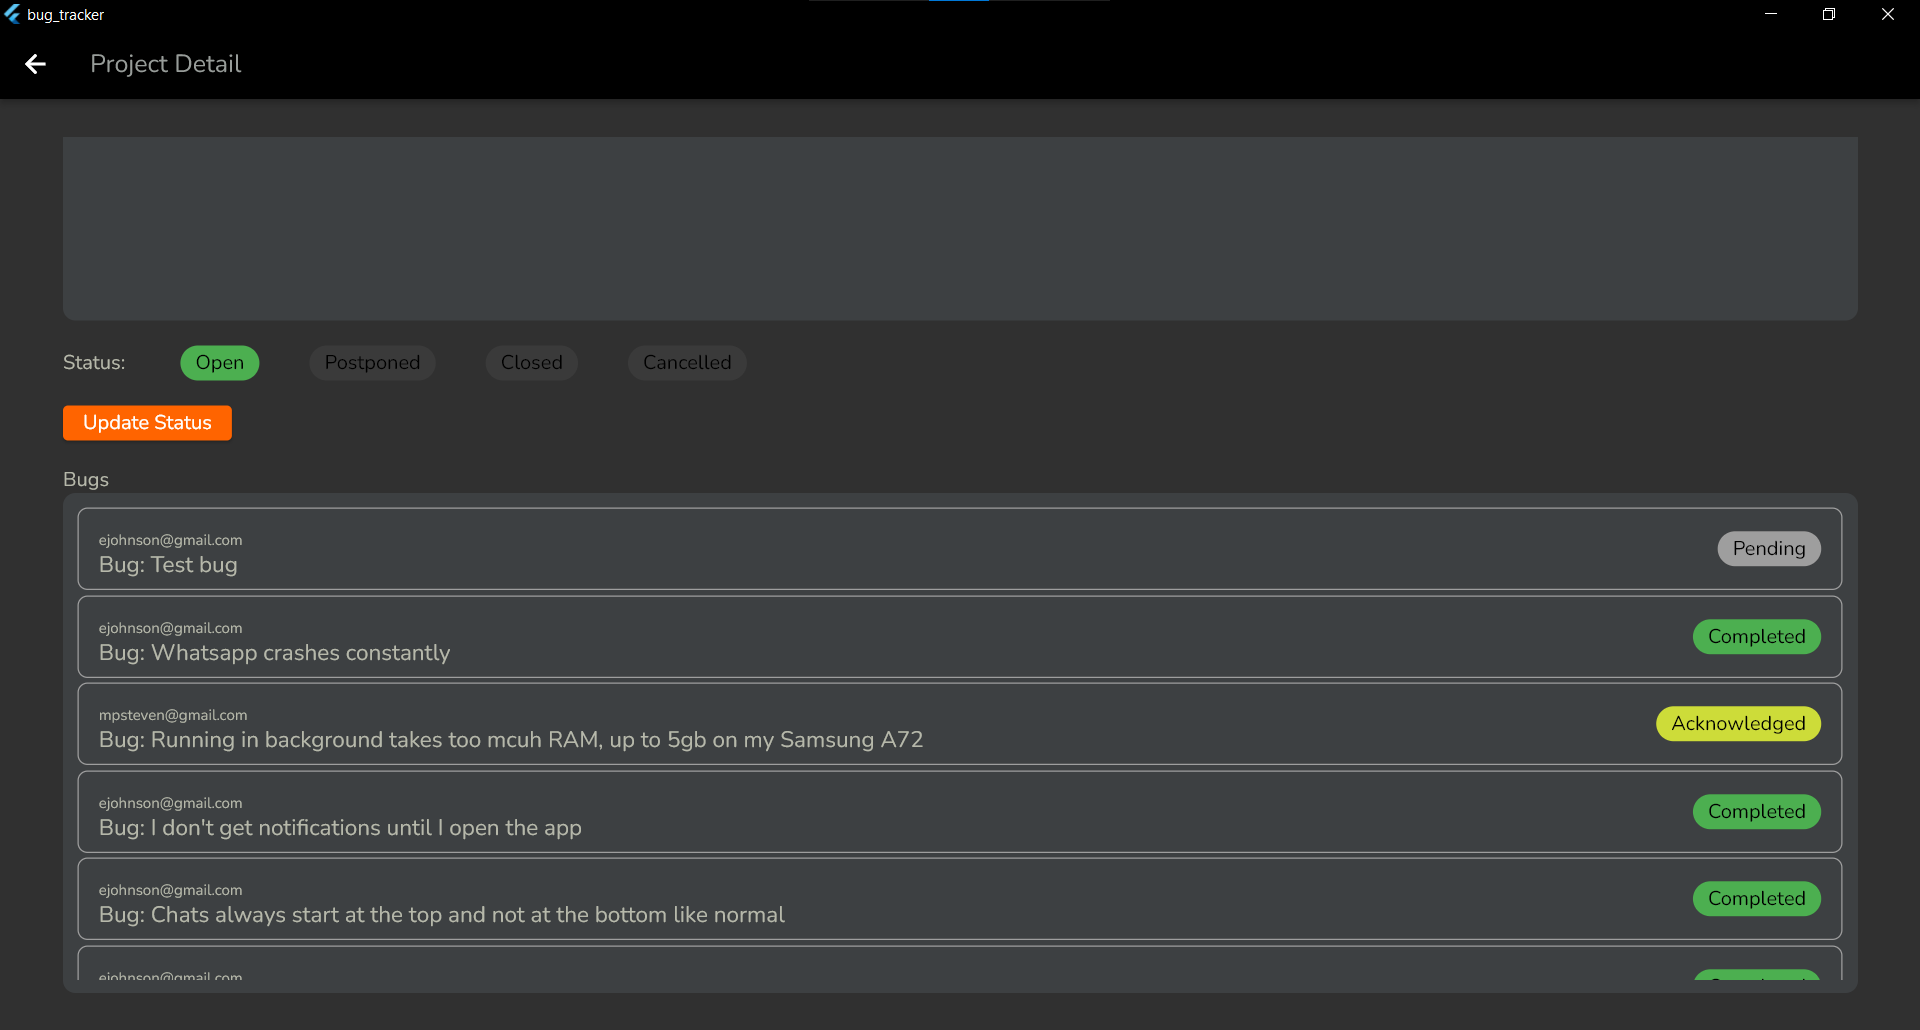 bug_tracker
Project Detail
Status: Open Postponed Closed Cancelled
Update Status
Bugs
ejohnson@gmail.com
Bug: Test bug
Pending
ejohnson@gmail.com
Bug: Whatsapp crashes constantly
Completed
mpsteven@gmail.com
Bug: Running in background takes too mcuh RAM, up to 5gb on my Samsung A72
Acknowledged
ejohnson@gmail.com
Bug: I don't get notifications until I open the app
Completed
ejohnson@gmail.com
Bug: Chats always start at the top and not at the bottom like normal
Completed
ejohnson@gmail.com